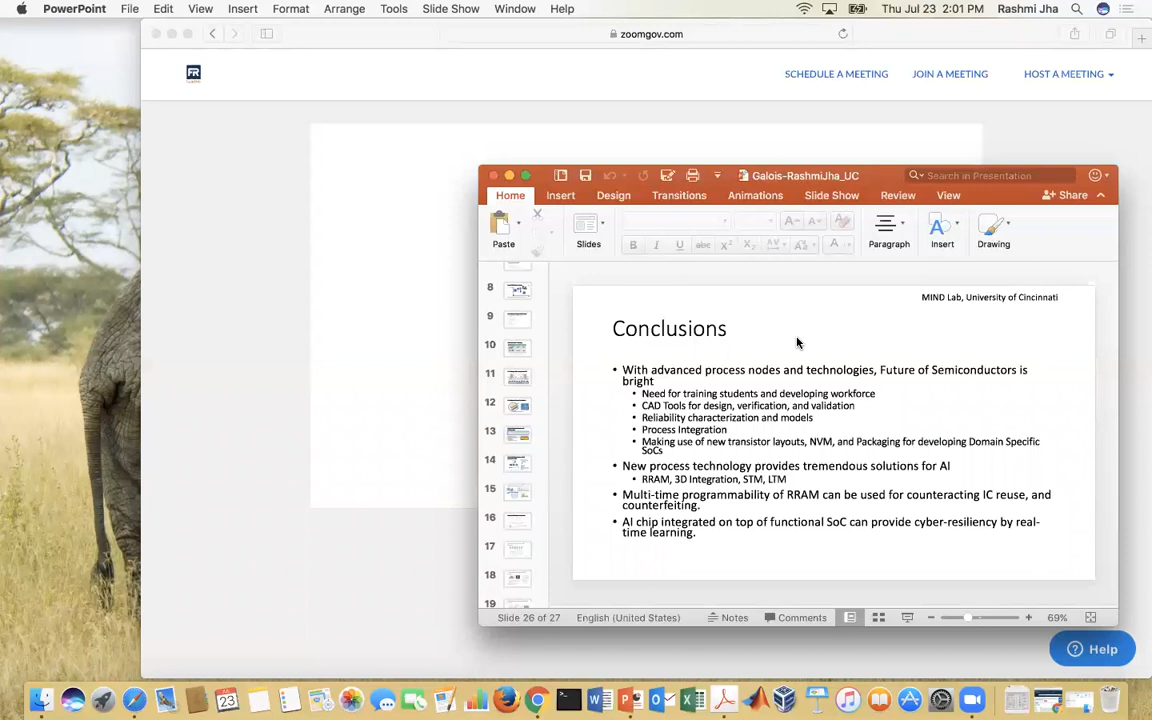 PowerPoint File Edit View Insert Format Arrange Tools Slide Show Window Help Thu Jul 23 2:01 PM Rashmi Jha
zoomgov.com
FR
SCHEDULE A MEETING JOIN A MEETING HOST A MEETING
Galois-RashmiJha_UC Search in Presentation
Home Insert Design Transitions Animations Slide Show Review View Share
Paste Slides B I U abc X² X₂ AV Aa A Paragraph Insert Drawing
8
9
10
11
12
13
14
15
16
17
18
19
MIND Lab, University of Cincinnati
Conclusions
• With advanced process nodes and technologies, Future of Semiconductors is
bright
• Need for training students and developing workforce
• CAD Tools for design, verification, and validation
• Reliability characterization and models
• Process Integration
• Making use of new transistor layouts, NVM, and Packaging for developing Domain Specific
SoCs
• New process technology provides tremendous solutions for AI
• RRAM, 3D Integration, STM, LTM
• Multi-time programmability of RRAM can be used for counteracting IC reuse, and
counterfeiting.
• AI chip integrated on top of functional SoC can provide cyber-resiliency by real-
time learning.
Slide 26 of 27 English (United States) Notes Comments 69%
Help